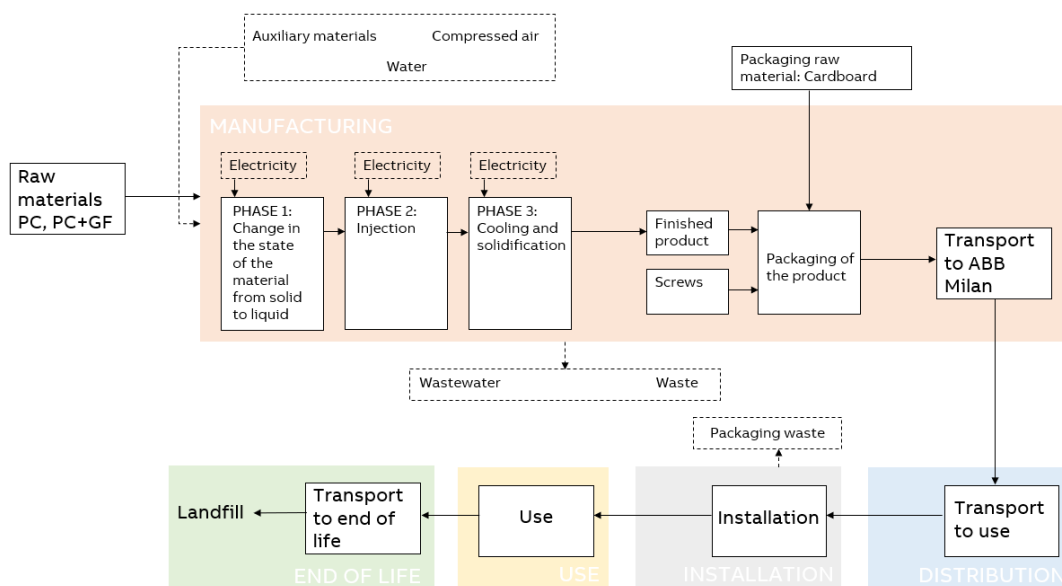 Auxiliary materials
Compressed air
Water
Packaging raw
material: Cardboard
MANUFACTURING
Raw
materials
PC, PC+GF
Electricity
Electricity
Electricity
PHASE 1:
Change in
the state
of the
material
from solid
to liquid
PHASE 2:
Injection
PHASE 3:
Cooling and
solidification
Finished
product
Screws
Packaging of
the product
Transport
to ABB
Milan
Wastewater
Waste
Packaging waste
Landfill
Transport
to end of
life
Use
Installation
Transport
to use
END OF LIFE
USE
INSTALLATION
DISTRIBUTION